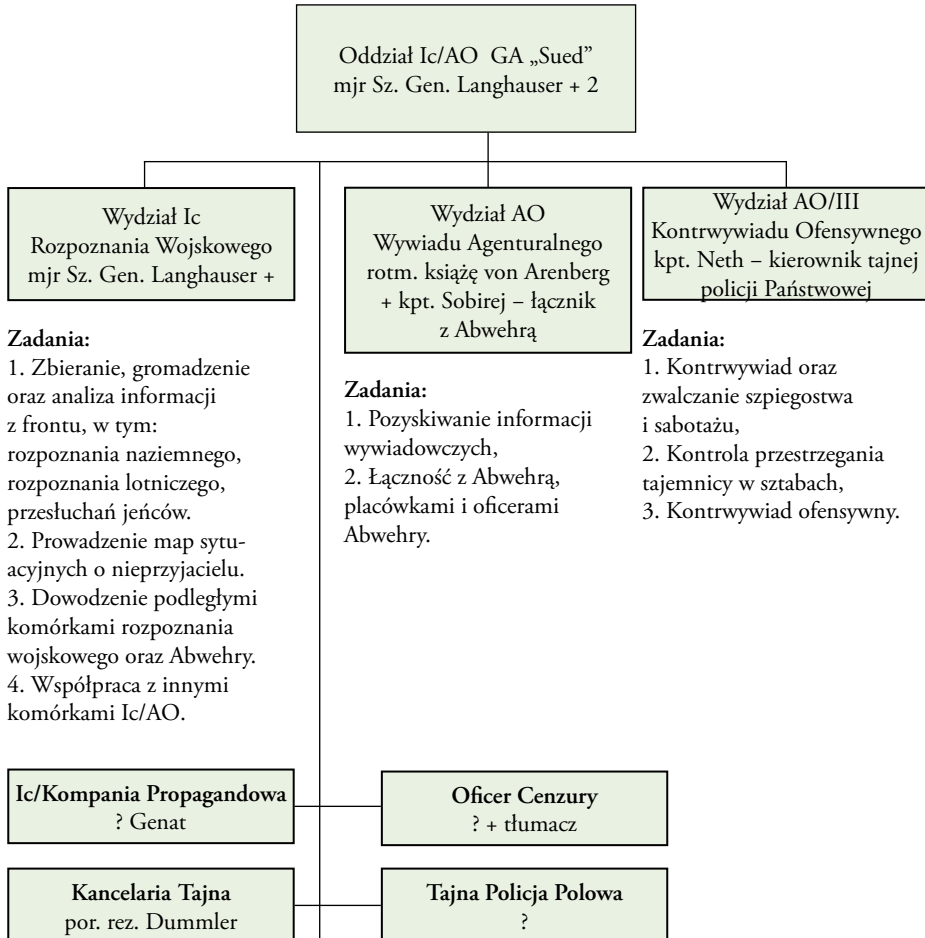 Oddział Ic/AO GA „Sued”
mjr Sz. Gen. Langhauser + 2
Wydział Ic
Rozpoznania Wojskowego
mjr Sz. Gen. Langhauser +
Zadania:
1. Zbieranie, gromadzenie
oraz analiza informacji
z frontu, w tym:
rozpoznania naziemnego,
rozpoznania lotniczego,
przesłuchań jeńców.
2. Prowadzenie map sytu-
acyjnych o nieprzyjacielu.
3. Dowodzenie podległymi
komórkami rozpoznania
wojskowego oraz Abwehry.
4. Współpraca z innymi
komórkami Ic/AO.
Wydział AO
Wywiadu Agenturalnego
rotm. książę von Arenberg
+ kpt. Sobirej – łącznik
z Abwehrą
Zadania:
1. Pozyskiwanie informacji
wywiadowczych,
2. Łączność z Abwehrą,
placówkami i oficerami
Abwehry.
Wydział AO/III
Kontrwywiadu Ofensywnego
kpt. Neth – kierownik tajnej
policji Państwowej
Zadania:
1. Kontrwywiad oraz
zwalczanie szpiegostwa
i sabotażu,
2. Kontrola przestrzegania
tajemnicy w sztabach,
3. Kontrwywiad ofensywny.
Ic/Kompania Propagandowa
? Genat
Oficer Cenzury
? + tłumacz
Kancelaria Tajna
por. rez. Dummler
Tajna Policja Polowa
?